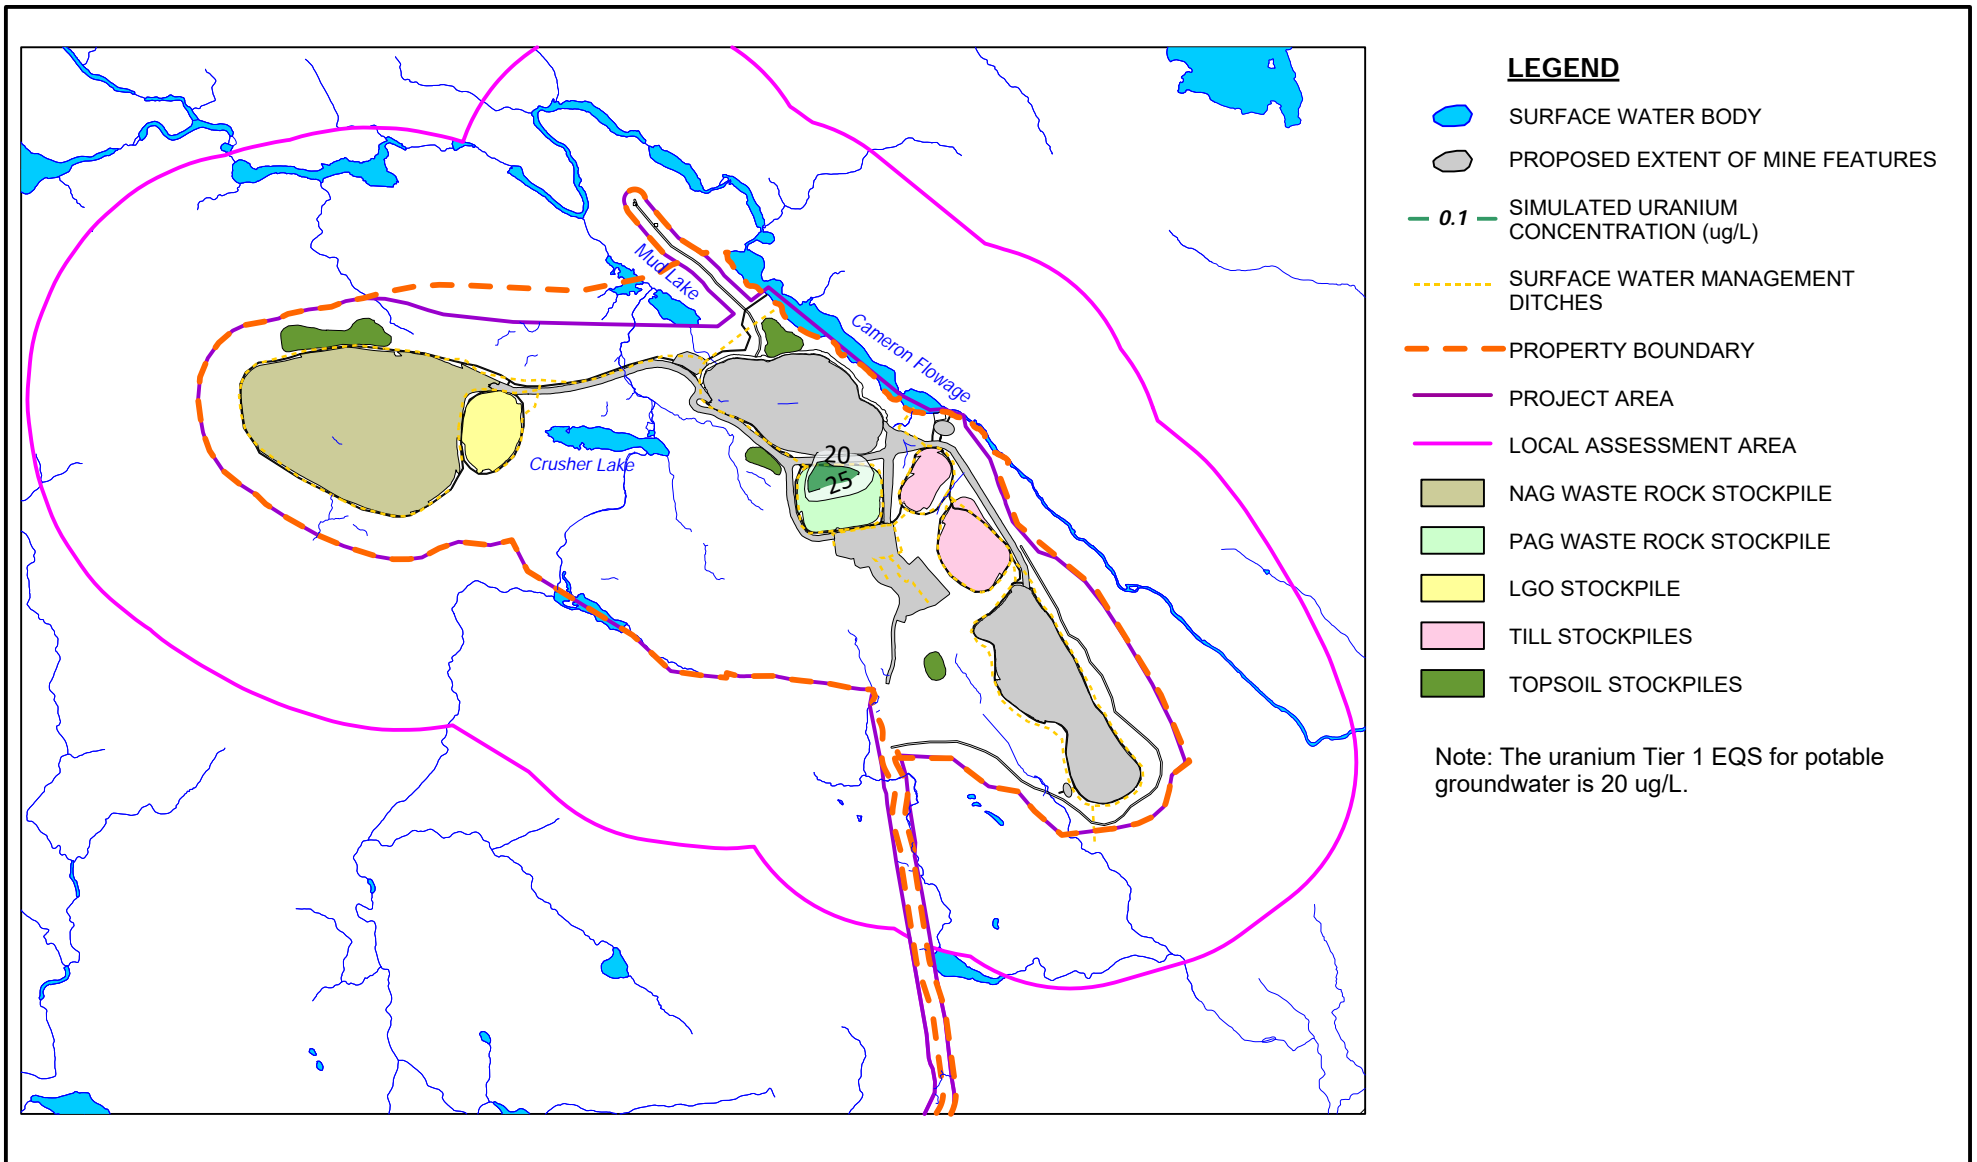 LEGEND
SURFACE WATER BODY
PROPOSED EXTENT OF MINE FEATURES
0.1
SIMULATED URANIUM
CONCENTRATION (ug/L)
SURFACE WATER MANAGEMENT
DITCHES
PROPERTY BOUNDARY
PROJECT AREA
LOCAL ASSESSMENT AREA
NAG WASTE ROCK STOCKPILE
PAG WASTE ROCK STOCKPILE
LGO STOCKPILE
TILL STOCKPILES
TOPSOIL STOCKPILES
Note: The uranium Tier 1 EQS for potable
groundwater is 20 ug/L.
Mud Lake
Cameron Flowage
Crusher Lake
20
25